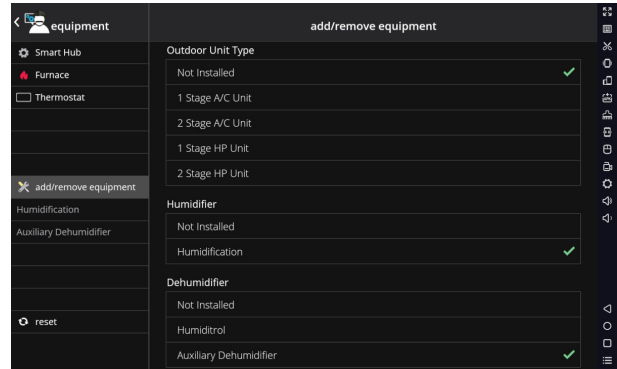 equipment
add/remove equipment
Smart Hub
Furnace
Thermostat
add/remove equipment
Humidification
Auxiliary Dehumidifier
reset
Outdoor Unit Type
Not Installed
1 Stage A/C Unit
2 Stage A/C Unit
1 Stage HP Unit
2 Stage HP Unit
Humidifier
Not Installed
Humidification
Dehumidifier
Not Installed
Humiditrol
Auxiliary Dehumidifier